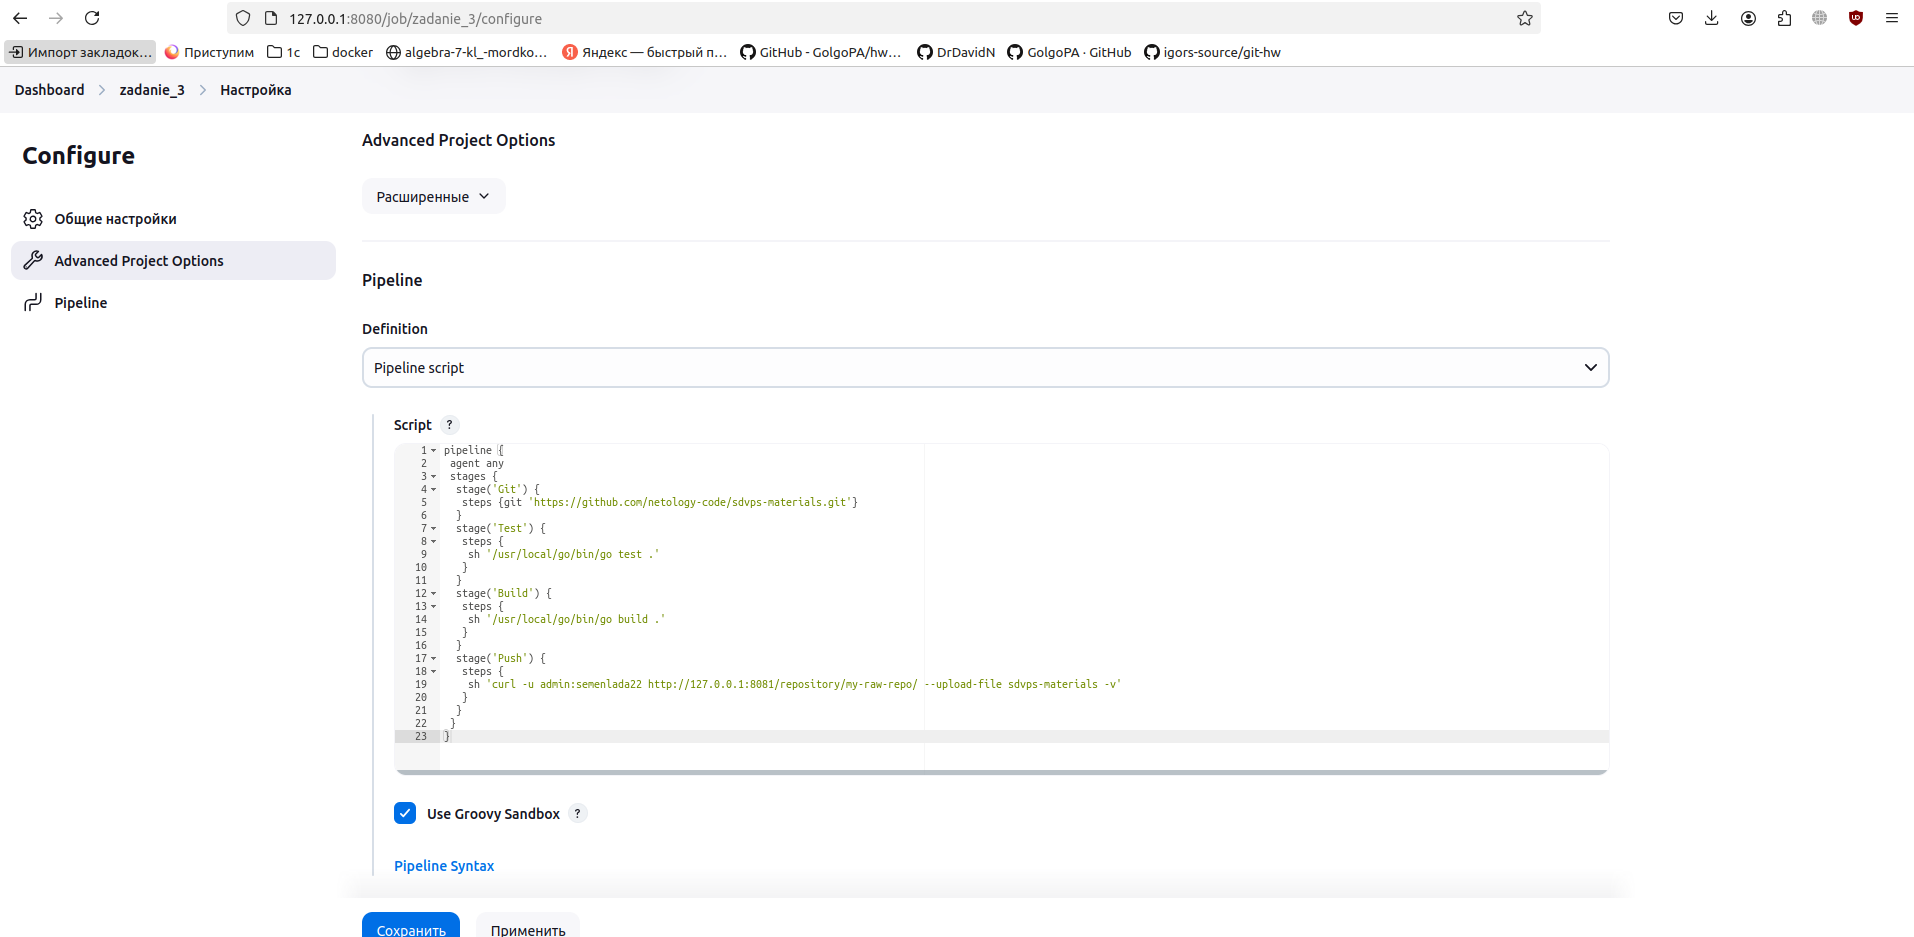 127.0.0.1:8080/job/zadanie_3/configure
Импорт закладок… Приступим 1c docker algebra-7-kl_-mordko… Яндекс — быстрый п… GitHub - GolgoPA/hw… DrDavidN GolgoPA · GitHub igors-source/git-hw
Dashboard > zadanie_3 > Настройка
Configure
Общие настройки
Advanced Project Options
Pipeline
Advanced Project Options
Расширенные
Pipeline
Definition
Pipeline script
Script ?
1 pipeline {
2 agent any
3 stages {
4 stage('Git') {
5 steps {git 'https://github.com/netology-code/sdvps-materials.git'}
6 }
7 stage('Test') {
8 steps {
9 sh '/usr/local/go/bin/go test .'
10 }
11 }
12 stage('Build') {
13 steps {
14 sh '/usr/local/go/bin/go build .'
15 }
16 }
17 stage('Push') {
18 steps {
19 sh 'curl -u admin:semenlada22 http://127.0.0.1:8081/repository/my-raw-repo/ --upload-file sdvps-materials -v'
20 }
21 }
22 }
23 }
Use Groovy Sandbox ?
Pipeline Syntax
Сохранить Применить